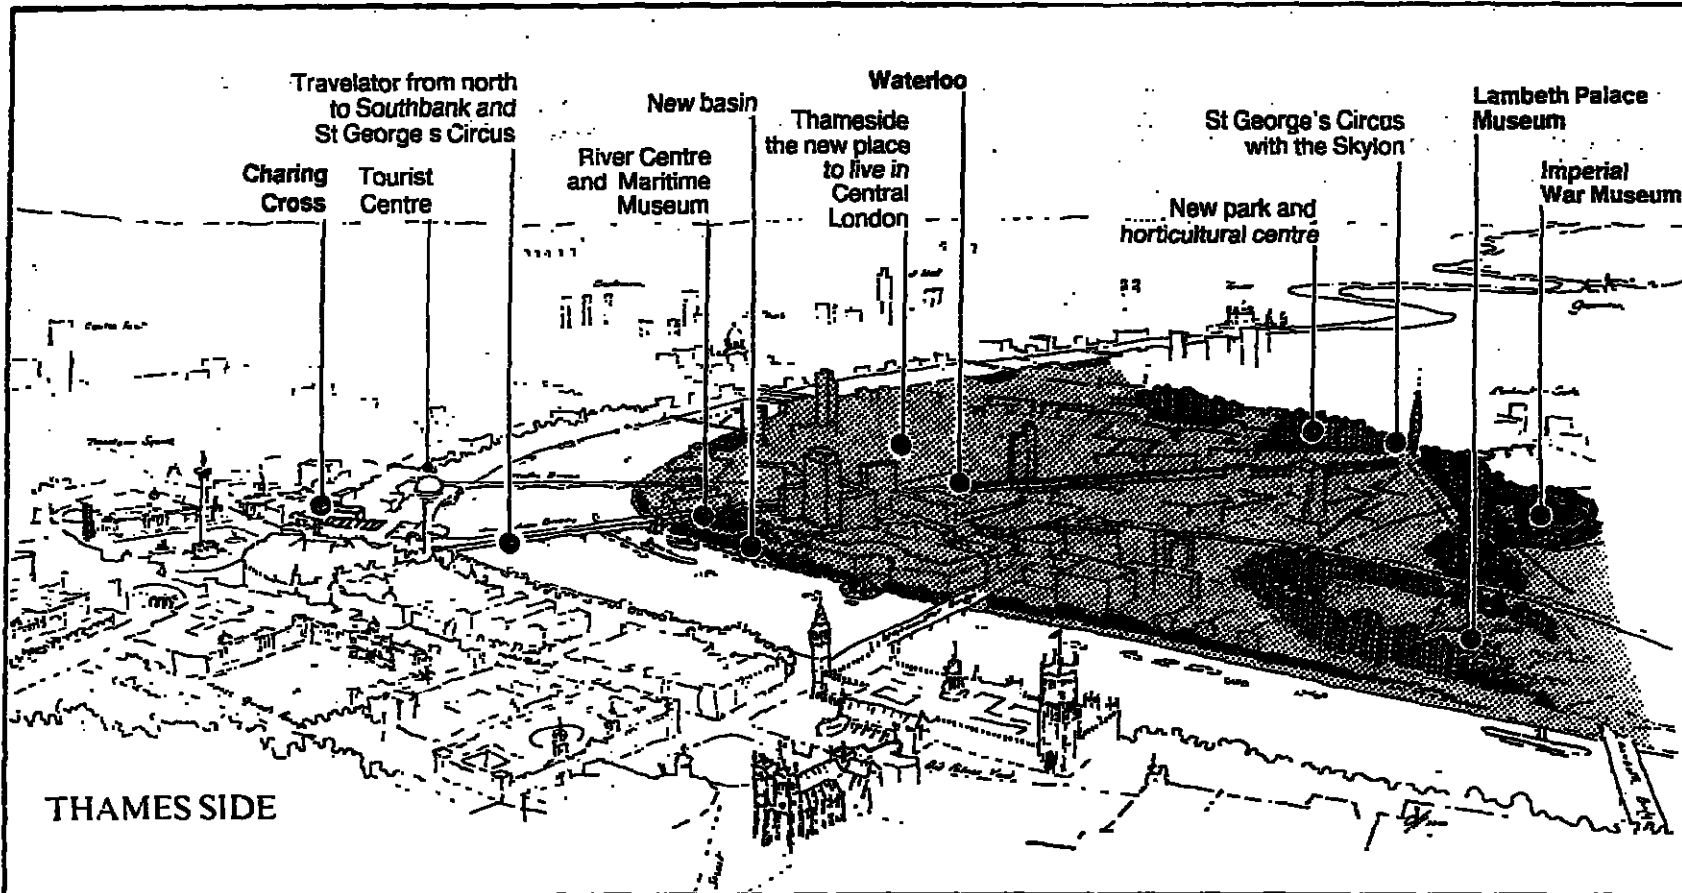 Travelator from north
to Southbank and
St George s Circus
Charing
Cross
Tourist
Centre
New basin
River Centre
and Maritime
Museum
Waterloo
Thameside
the new place
to live in
Central
London
St George's Circus
with the Skylon
New park and
horticultural centre
Lambeth Palace
Museum
Imperial
War Museum
Trafalgar Square
THAMES SIDE